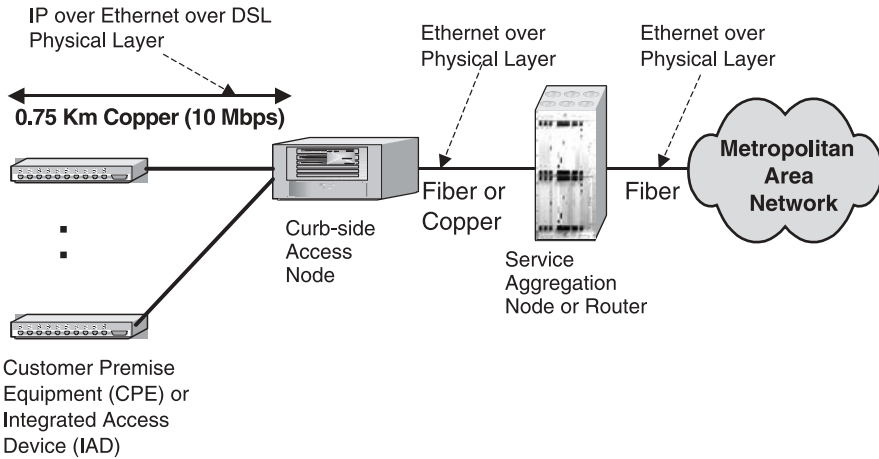 IP over Ethernet over DSL
Physical Layer
Ethernet over
Physical Layer
Ethernet over
Physical Layer
0.75 Km Copper (10 Mbps)
Metropolitan
Area
Network
Fiber or
Copper
Fiber
Curb-side
Access
Node
Service
Aggregation
Node or Router
Customer Premise
Equipment (CPE) or
Integrated Access
Device (IAD)